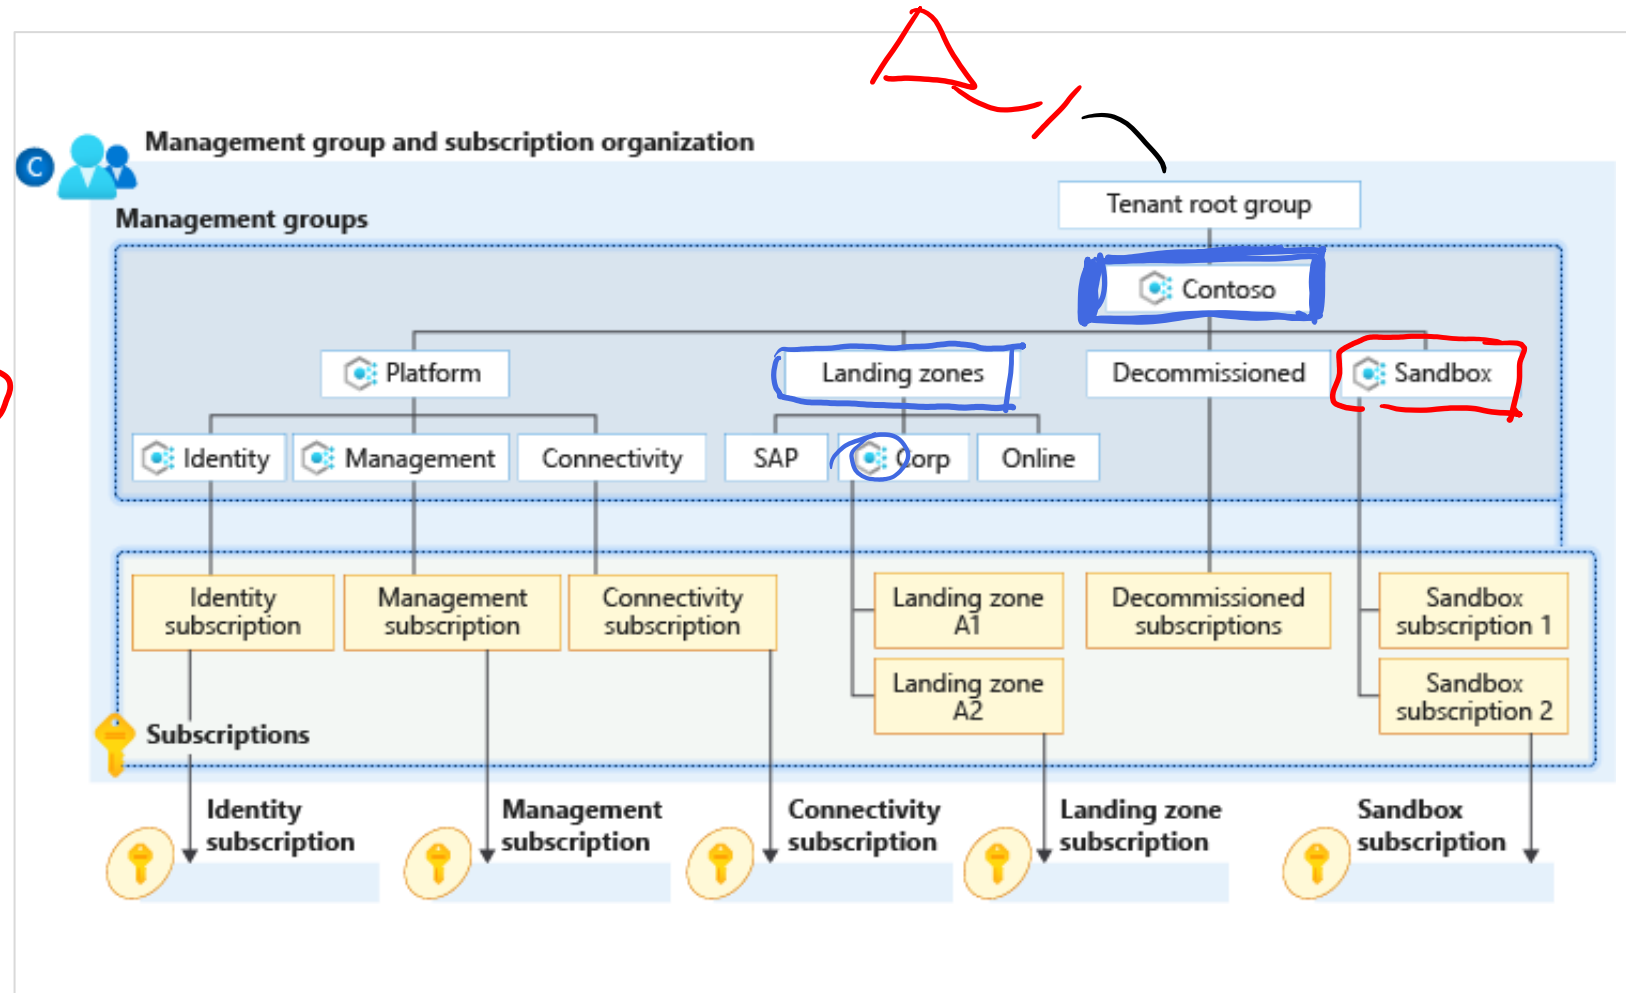 Management group and subscription organization
C
Tenant root group
Management groups
Contoso
Platform
Landing zones
Decommissioned
Sandbox
Identity
Management
Connectivity
SAP
Corp
Online
Identity
subscription
Management
subscription
Connectivity
subscription
Landing zone
A1
Decommissioned
subscriptions
Sandbox
subscription 1
Landing zone
A2
Sandbox
subscription 2
Subscriptions
Identity
subscription
Management
subscription
Connectivity
subscription
Landing zone
subscription
Sandbox
subscription